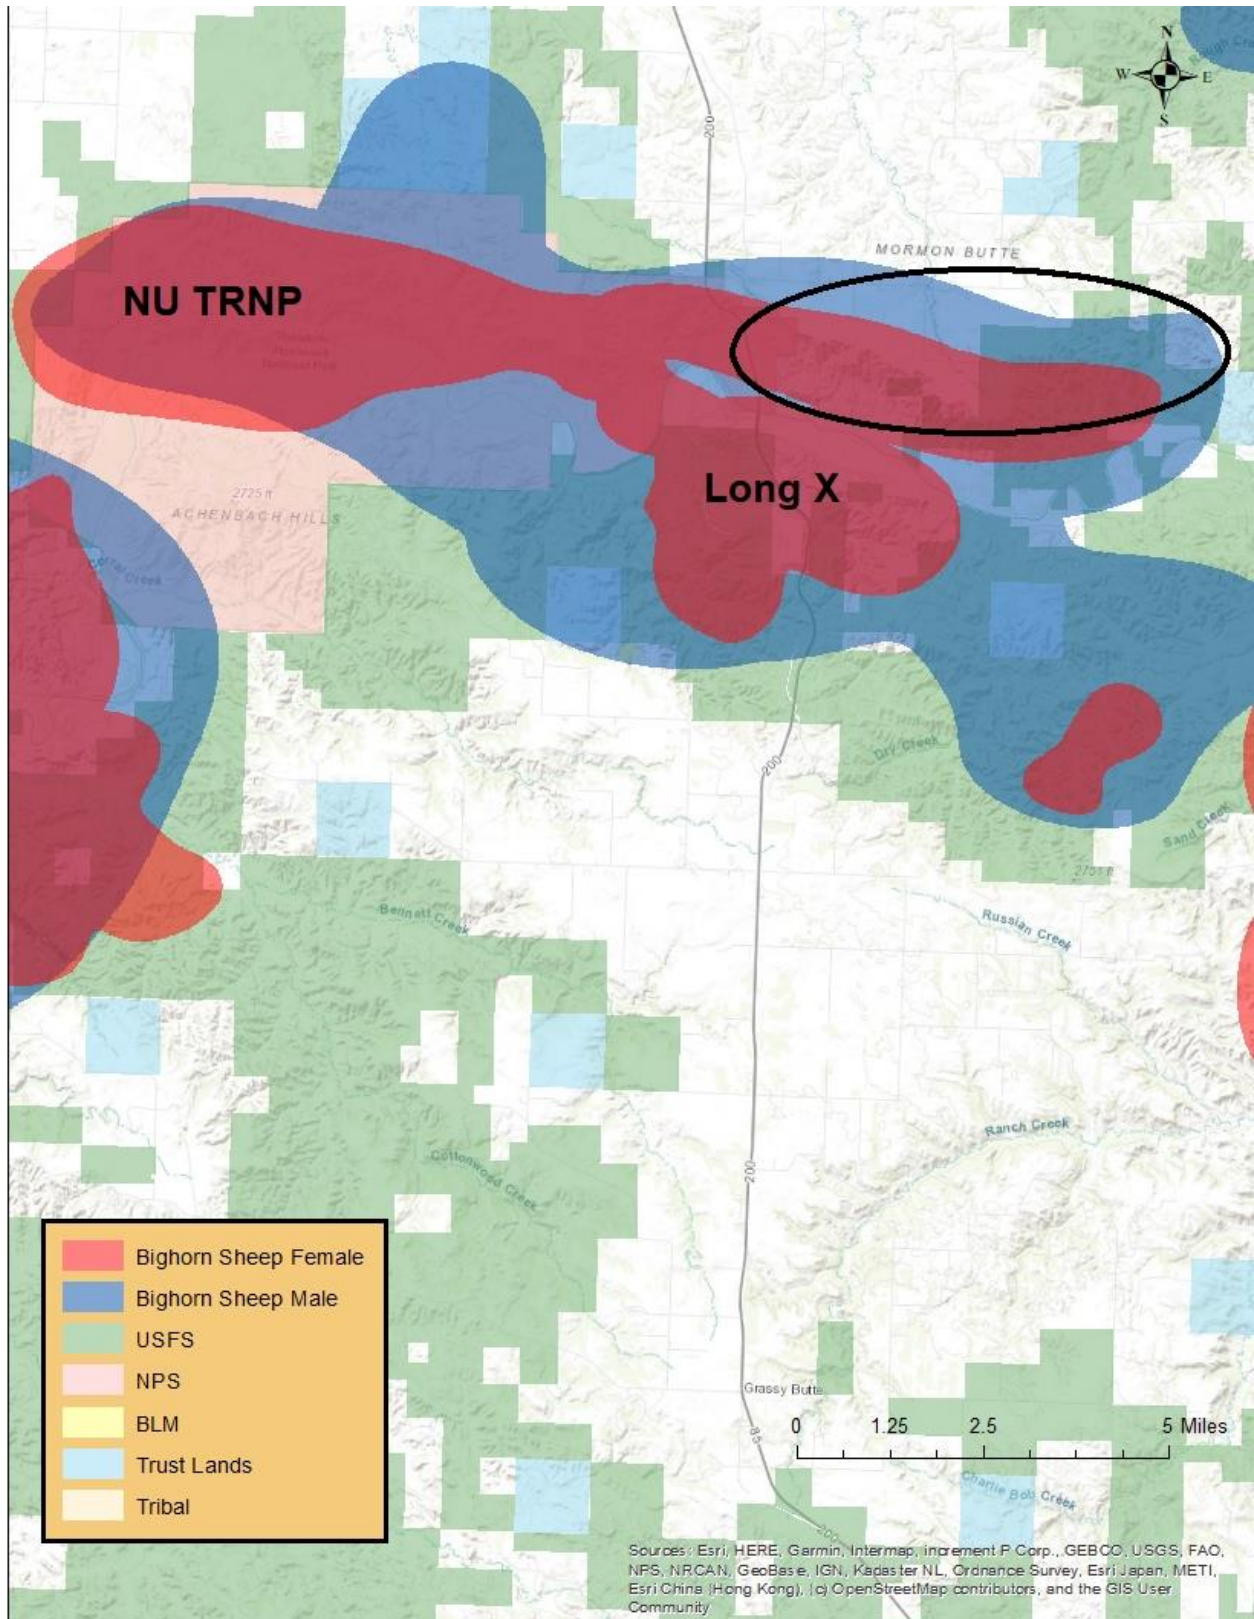 N
W E
S
200
MORMON BUTTE
NU TRNP
Long X
2725 ft
ACHENBACH HILLS
Corral Creek
Dry Creek
200
Sand Creek
Bennett Creek
Russian Creek
Ranch Creek
Cottonwood Creek
200
Bighorn Sheep Female
Bighorn Sheep Male
USFS
NPS
BLM
Trust Lands
Tribal
Grassy Butte
0 1.25 2.5 5 Miles
85
Charlie Bob Creek
200
Sources: Esri, HERE, Garmin, Intermap, increment P Corp., GEBCO, USGS, FAO,
NPS, NRCAN, GeoBase, IGN, Kadaster NL, Ordnance Survey, Esri Japan, METI,
Esri China (Hong Kong), (c) OpenStreetMap contributors, and the GIS User
Community